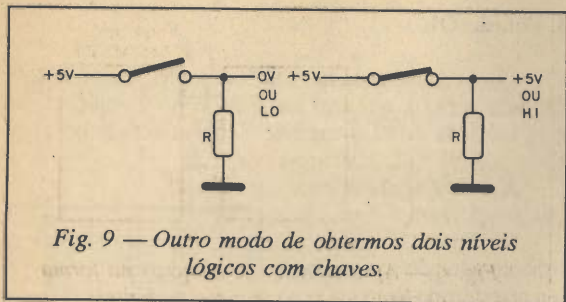 +5V
0V
OU
LO
R
+5V
+5V
OU
HI
R
Fig. 9 — Outro modo de obtermos dois níveis
lógicos com chaves.